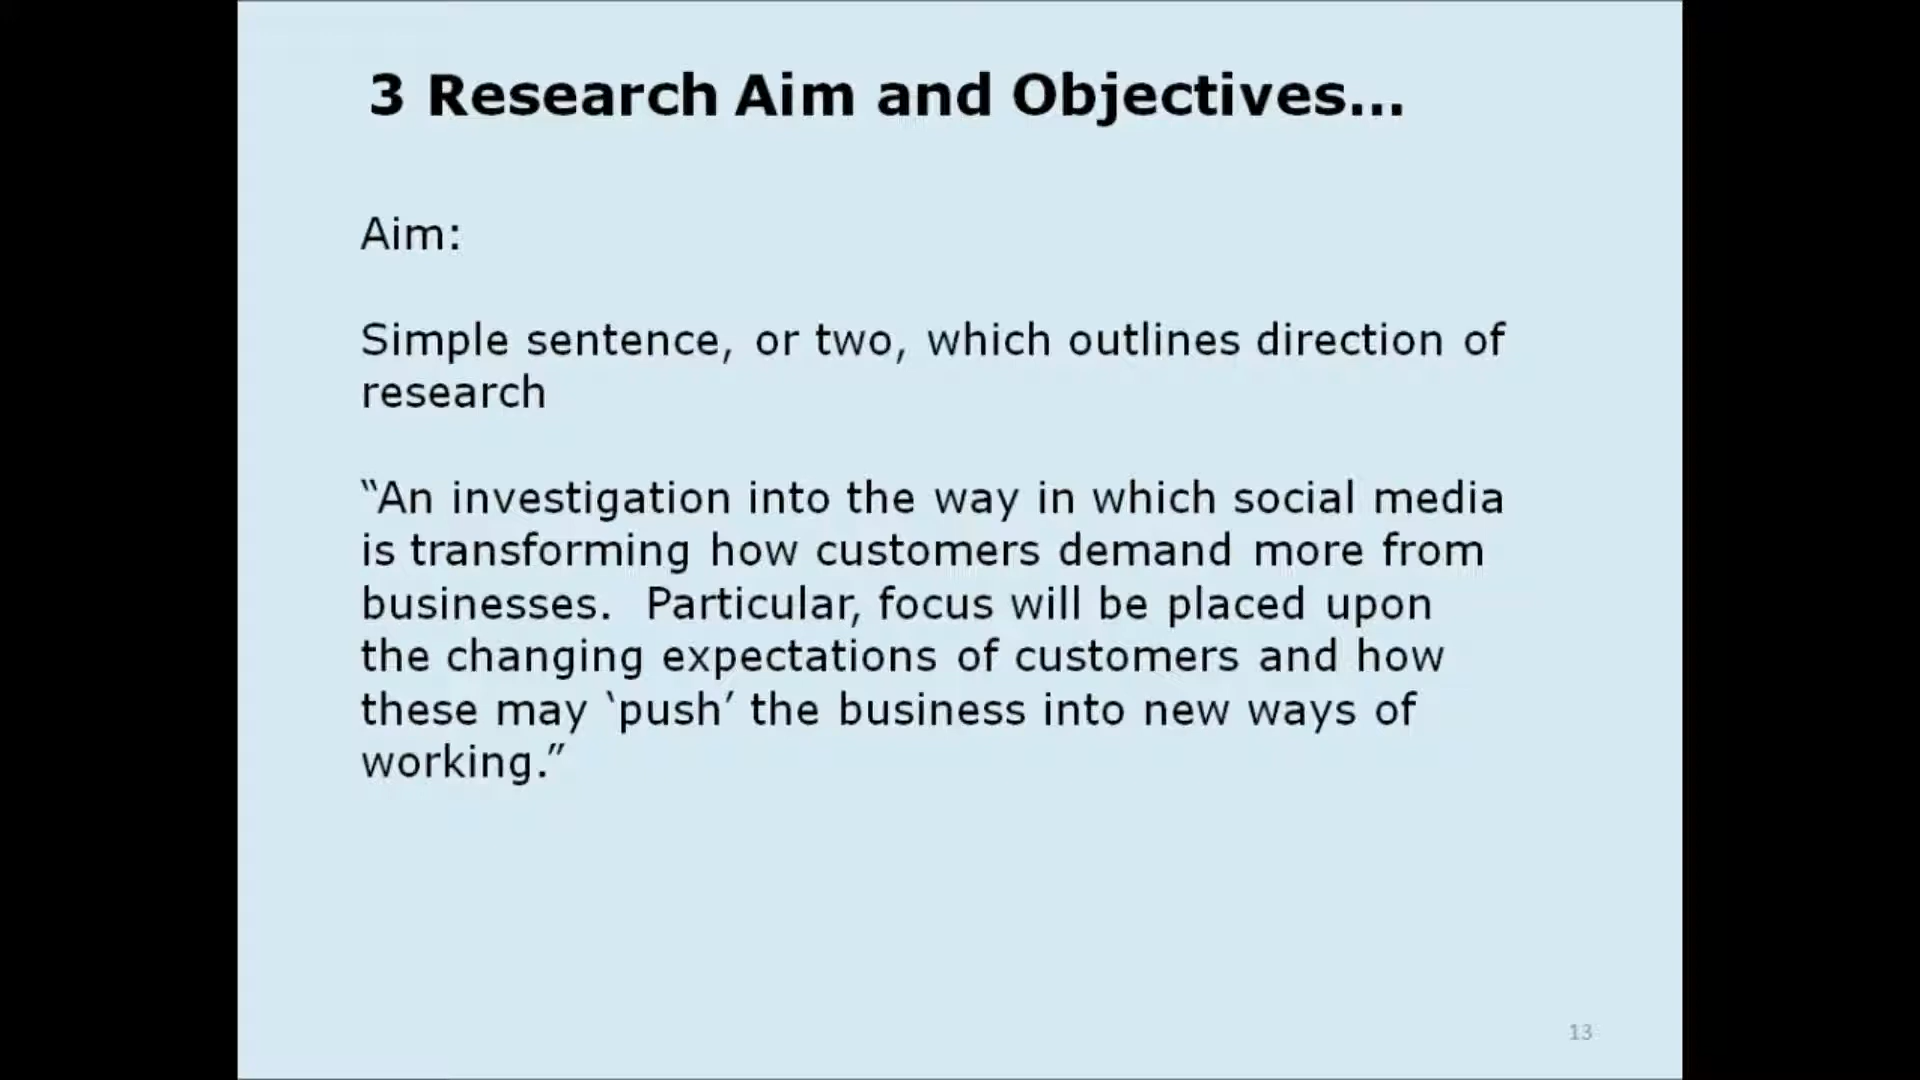 3 Research Aim and Objectives...
Aim:
Simple sentence, or two, which outlines direction of
research
“An investigation into the way in which social media
is transforming how customers demand more from
businesses.  Particular, focus will be placed upon
the changing expectations of customers and how
these may ‘push’ the business into new ways of
working.”
13